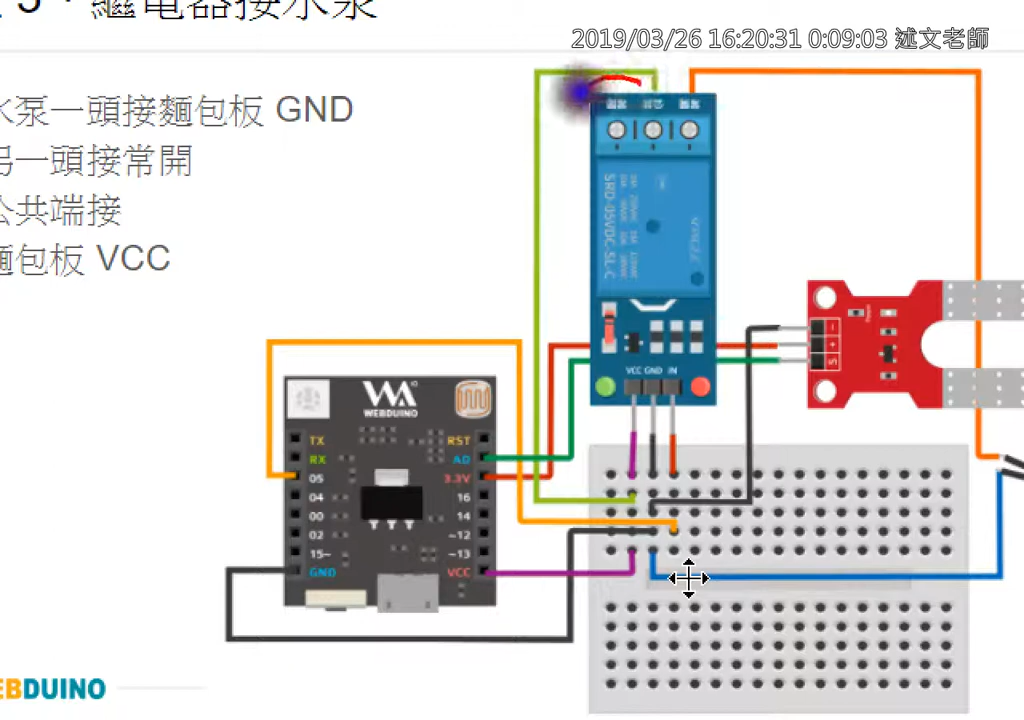 5、繼電器接水泵
2019/03/26 16:20:31 0:09:03 述文老師
水泵一頭接麵包板 GND
另一頭接常開
公共端接
麵包板 VCC
SRD-05VDC-SL-C
VCC GND IN
- + S
WA
WEBDUINO
TX RST
RX AD
05 3.3V
04 16
00 14
02 ~12
15~ ~13
GND VCC
EBDUINO